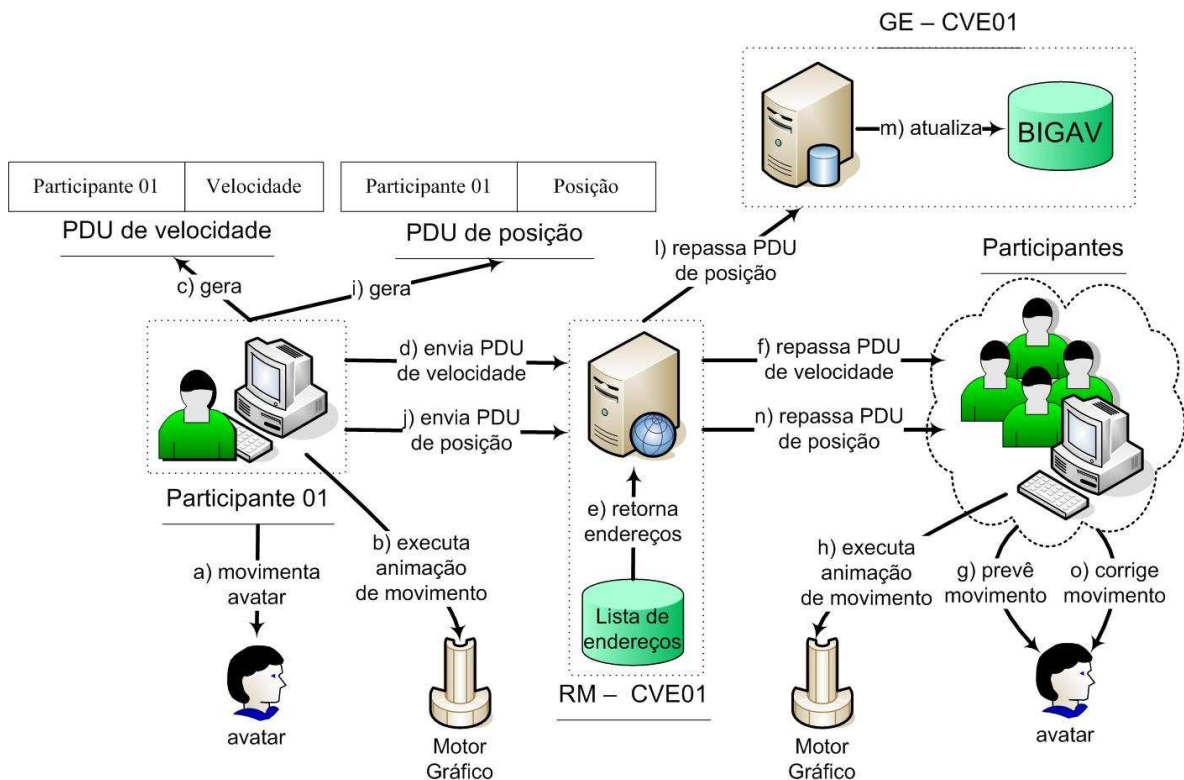 GE – CVE01
m) atualiza
BIGAV
Participante 01
Velocidade
PDU de velocidade
Participante 01
Posição
PDU de posição
l) repassa PDU
de posição
Participantes
c) gera
i) gera
d) envia PDU
de velocidade
f) repassa PDU
de velocidade
j) envia PDU
de posição
n) repassa PDU
de posição
Participante 01
e) retorna
endereços
a) movimenta
avatar
b) executa
animação
de movimento
h) executa
animação
de movimento
g) prevê
movimento
o) corrige
movimento
Lista de
endereços
RM – CVE01
avatar
Motor
Gráfico
Motor
Gráfico
avatar